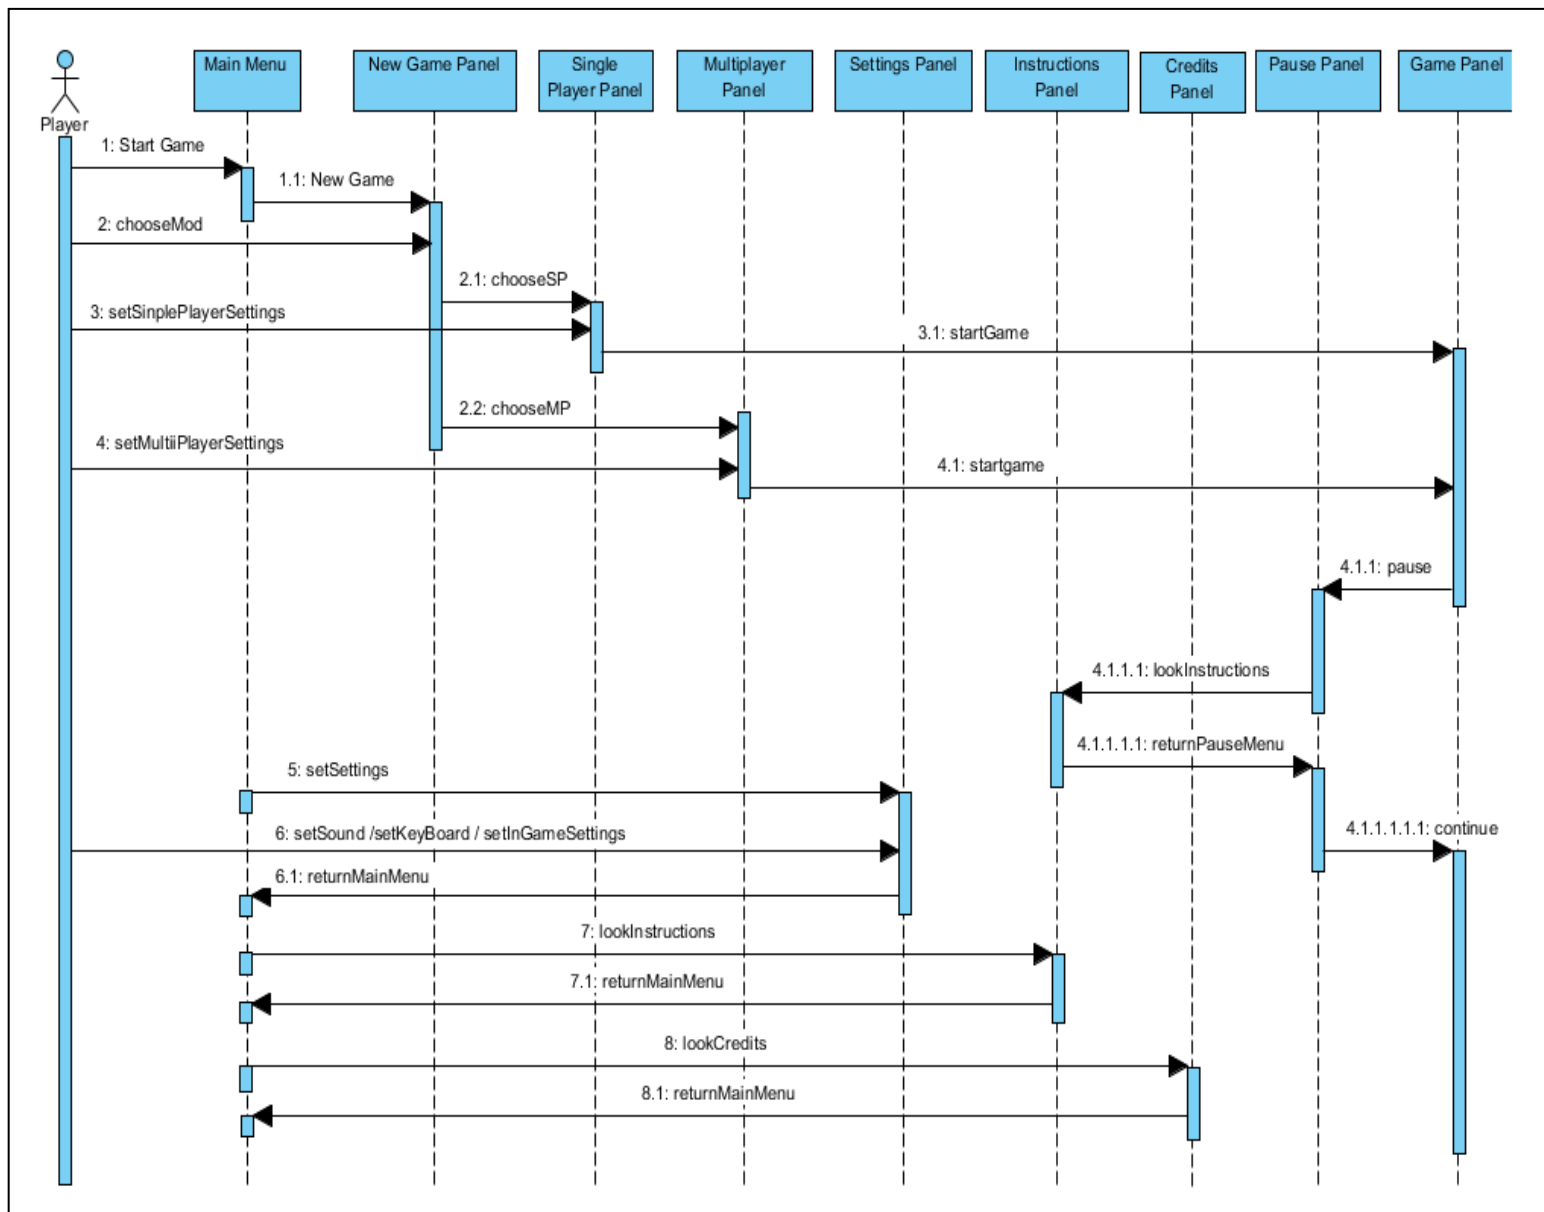 Main Menu
New Game Panel
Single
Player Panel
Multiplayer
Panel
Settings Panel
Instructions
Panel
Credits
Panel
Pause Panel
Game Panel
Player
1: Start Game
1.1: New Game
2: chooseMod
2.1: chooseSP
3: setSinplePlayerSettings
3.1: startGame
2.2: chooseMP
4: setMultiiPlayerSettings
4.1: startgame
4.1.1: pause
4.1.1.1: lookInstructions
4.1.1.1.1: returnPauseMenu
5: setSettings
6: setSound /setKeyBoard / setInGameSettings
4.1.1.1.1.1: continue
6.1: returnMainMenu
7: lookInstructions
7.1: returnMainMenu
8: lookCredits
8.1: returnMainMenu